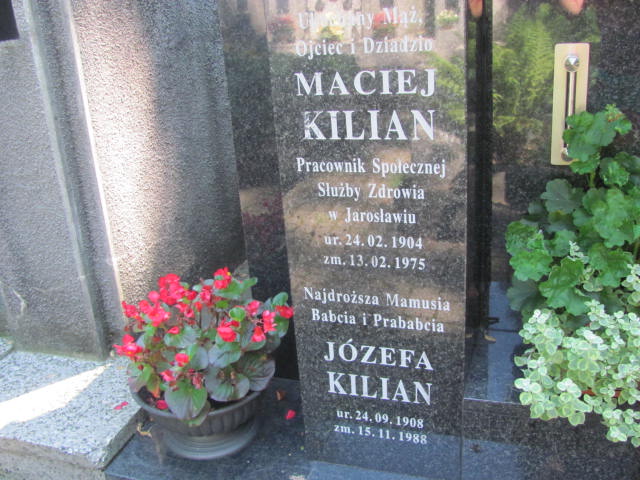 Ukochany Mąż,
Ojciec i Dziadzio
MACIEJ
KILIAN
Pracownik Społecznej
Służby Zdrowia
w Jarosławiu
ur. 24.02.1904
zm. 13.02.1975
Najdroższa Mamusia
Babcia i Prababcia
JÓZEFA
KILIAN
ur. 24.09.1908
zm. 15.11.1988